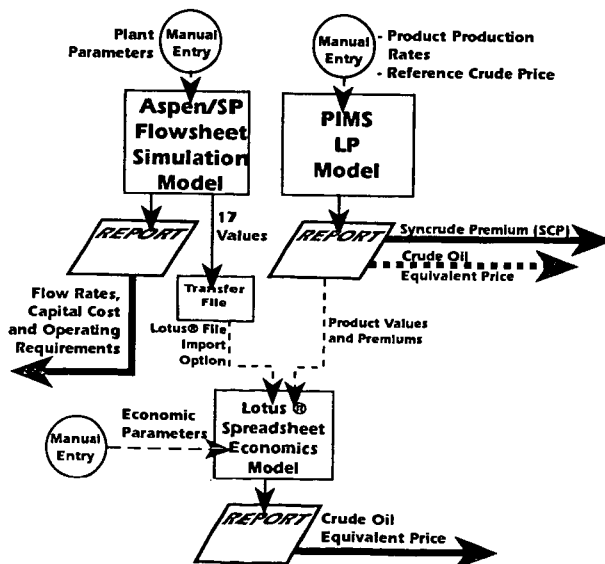 Plant
Parameters
Manual
Entry
Manual
Entry
- Product Production
Rates
- Reference Crude Price
Aspen/SP
Flowsheet
Simulation
Model
PIMS
LP
Model
REPORT
17
Values
REPORT
Syncrude Premium (SCP)
Crude Oil
Equivalent Price
Transfer
File
Flow Rates,
Capital Cost
and Operating
Requirements
Lotus® File
Import
Option
Product Values
and Premiums
Manual
Entry
Economic
Parameters
Lotus ®
Spreadsheet
Economics
Model
REPORT
Crude Oil
Equivalent Price